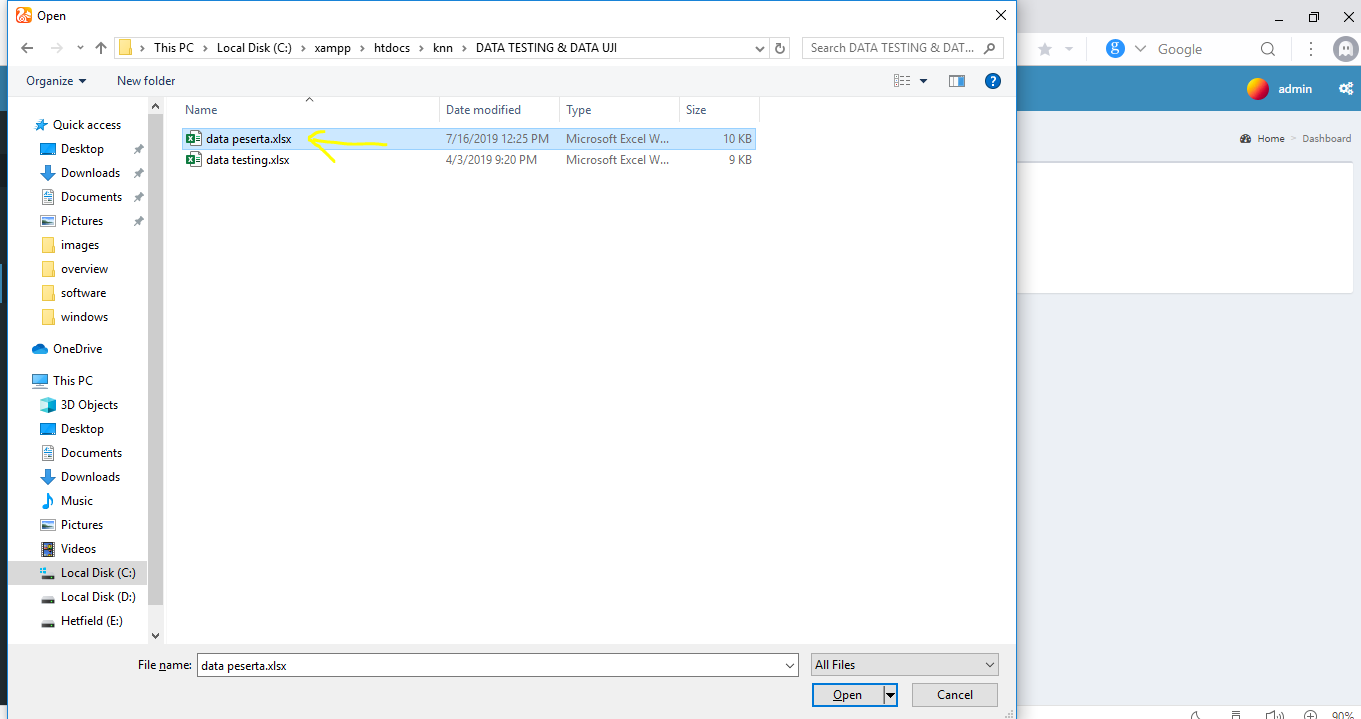 Open
This PC > Local Disk (C:) > xampp > htdocs > knn > DATA TESTING & DATA UJI
Search DATA TESTING & DAT...
Google
Organize
New folder
admin
Name
Date modified
Type
Size
data peserta.xlsx 7/16/2019 12:25 PM Microsoft Excel W... 10 KB
data testing.xlsx 4/3/2019 9:20 PM Microsoft Excel W... 9 KB
Home > Dashboard
Quick access
Desktop
Downloads
Documents
Pictures
images
overview
software
windows
OneDrive
This PC
3D Objects
Desktop
Documents
Downloads
Music
Pictures
Videos
Local Disk (C:)
Local Disk (D:)
Hetfield (E:)
File name: data peserta.xlsx
All Files
Open
Cancel
90%